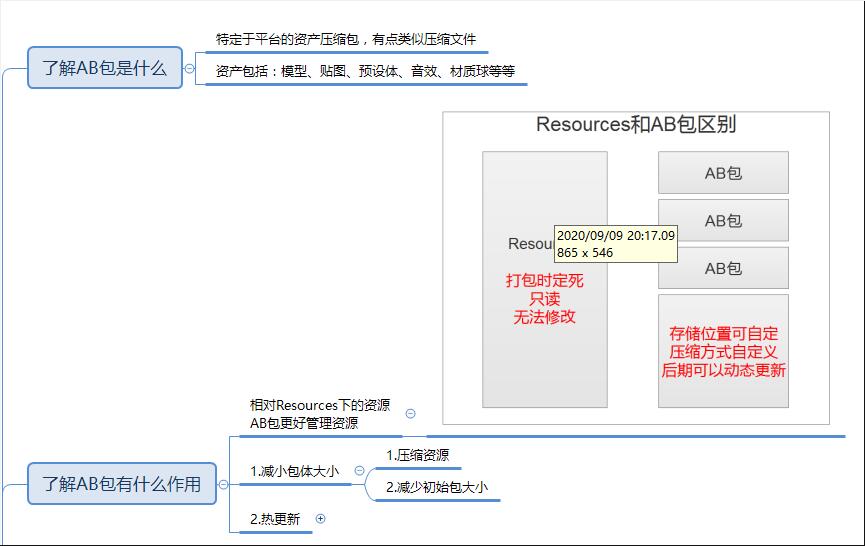 了解AB包是什么
特定于平台的资产压缩包，有点类似压缩文件
资产包括：模型、贴图、预设体、音效、材质球等等
Resources和AB包区别
AB包
AB包
AB包
Resour
2020/09/09 20:17.09
865 x 546
打包时定死
只读
无法修改
存储位置可自定
压缩方式自定义
后期可以动态更新
相对Resources下的资源
AB包更好管理资源
了解AB包有什么作用
1.减小包体大小
1.压缩资源
2.减少初始包大小
2.热更新